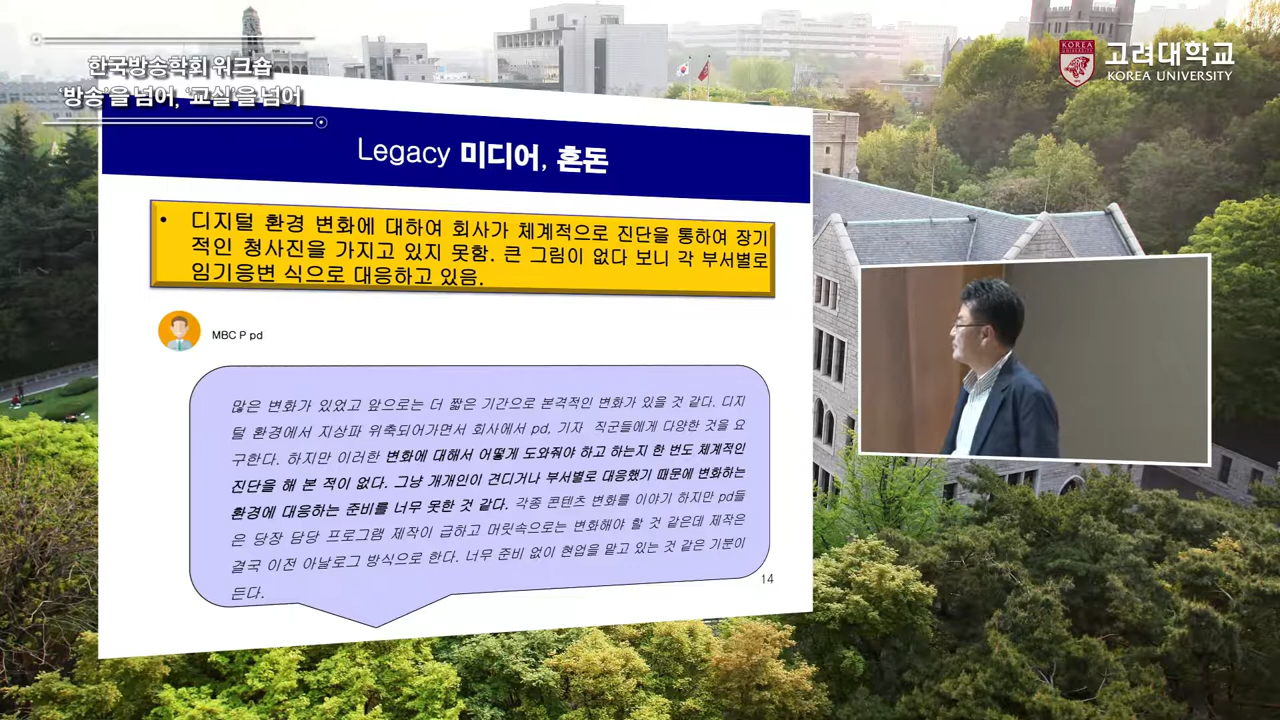 한국방송학회 워크숍
'방송'을 넘어, '교실'을 넘어
KOREA
고려대학교
KOREA UNIVERSITY
Legacy 미디어, 혼돈
• 디지털 환경 변화에 대하여 회사가 체계적으로 진단을 통하여 장기
적인 청사진을 가지고 있지 못함. 큰 그림이 없다 보니 각 부서별로
임기응변 식으로 대응하고 있음.
MBC P pd
많은 변화가 있었고 앞으로는 더 짧은 기간으로 본격적인 변화가 있을 것 같다. 디지
털 환경에서 지상파 위축되어가면서 회사에서 pd, 기자 직군들에게 다양한 것을 요
구한다. 하지만 이러한 변화에 대해서 어떻게 도와줘야 하고 하는지 한 번도 체계적인
진단을 해 본 적이 없다. 그냥 개개인이 견디거나 부서별로 대응했기 때문에 변화하는
환경에 대응하는 준비를 너무 못한 것 같다. 각종 콘텐츠 변화를 이야기 하지만 pd들
은 당장 담당 프로그램 제작이 급하고 머릿속으로는 변화해야 할 것 같은데 제작은
결국 이전 아날로그 방식으로 한다. 너무 준비 없이 현업을 맡고 있는 것 같은 기분이
든다.
14